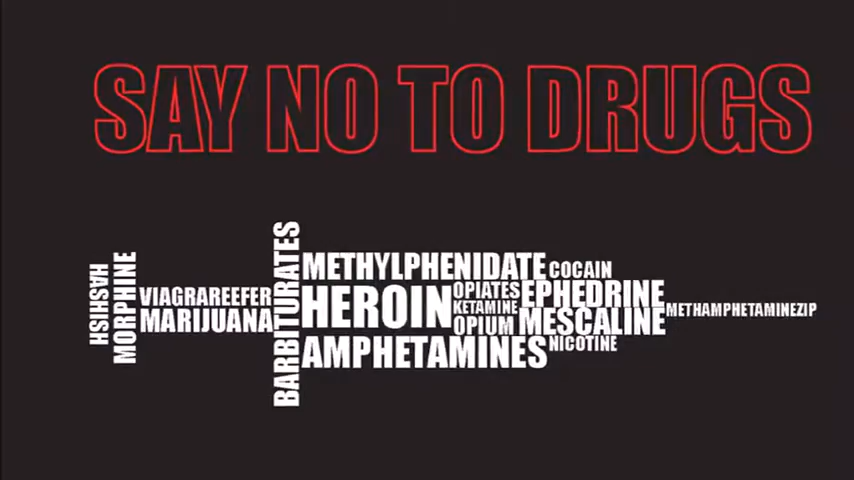 SAY NO TO DRUGS
HASHISH
MORPHINE
VIAGRAREEFER
MARIJUANA
BARBITURATES
METHYLPHENIDATE
COCAIN
HEROIN
OPIATES
EPHEDRINE
KETAMINE
OPIUM
MESCALINE
METHAMPHETAMINEZIP
AMPHETAMINES
NICOTINE